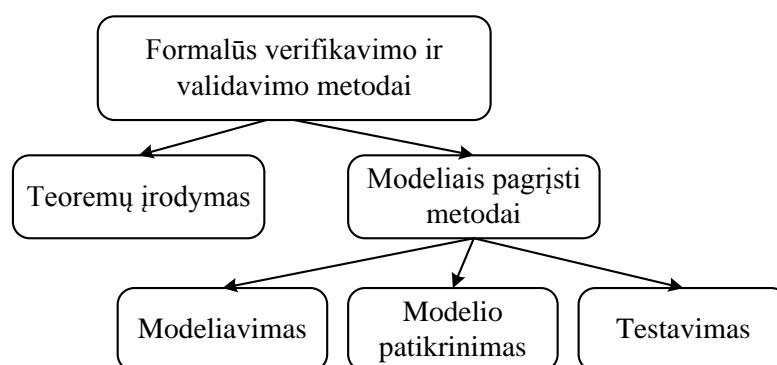 Formalūs verifikavimo ir
validavimo metodai
Teoremų įrodymas
Modeliais pagrįsti
metodai
Modeliavimas
Modelio
patikrinimas
Testavimas